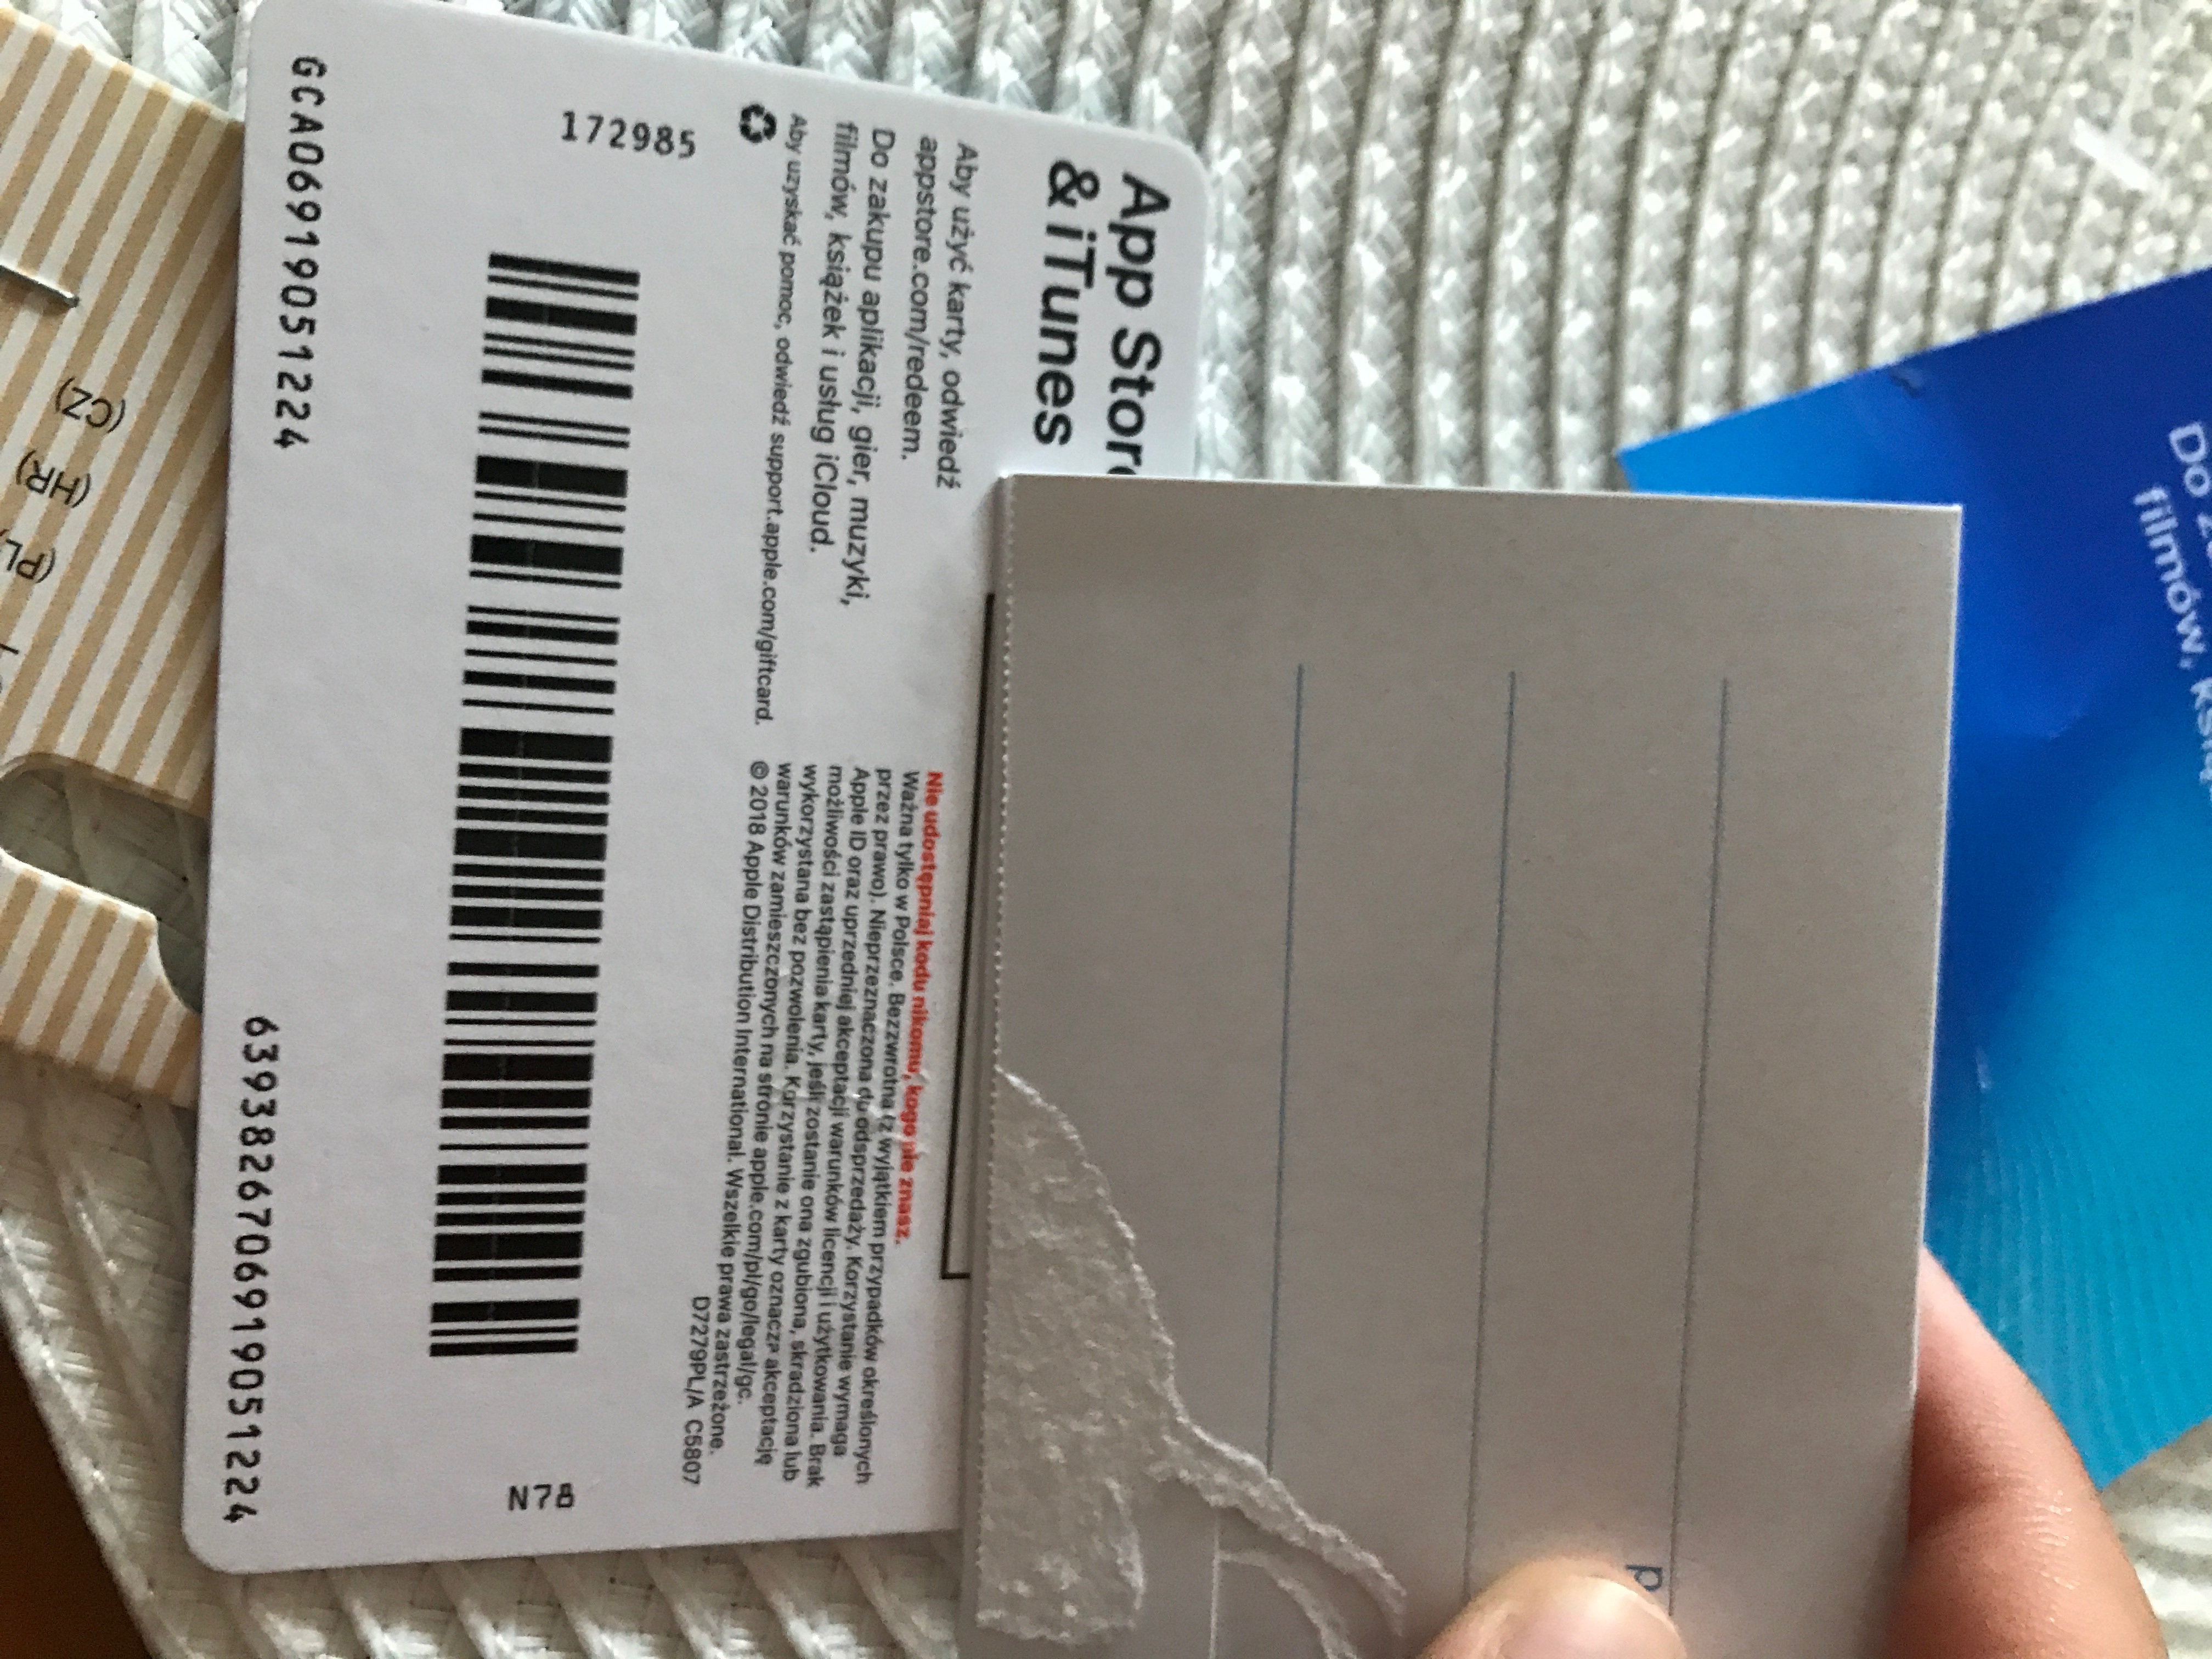 App Stor
& iTunes
Aby użyć karty, odwiedź
appstore.com/redeem.
Do zakupu aplikacji, gier, muzyki,
filmów, książek i usług iCloud.
Aby uzyskać pomoc, odwiedź support.apple.com/giftcard.
Nie udostępniaj kodu nikomu, kogo nie znasz.
Ważna tylko w Polsce. Bezzwrotna (z wyjątkiem przypadków określonych
przez prawo). Nieprzeznaczona do odsprzedaży. Korzystanie wymaga
Apple ID oraz uprzedniej akceptacji warunków licencji i użytkowania. Brak
możliwości zastąpienia karty, jeśli zostanie ona zgubiona, skradziona lub
wykorzystana bez pozwolenia. Korzystanie z karty oznacza akceptację
warunków zamieszczonych na stronie apple.com/pl/go/legal/gc.
© 2018 Apple Distribution International. Wszelkie prawa zastrzeżone.
D7279PL/A C5807
172985
N78
GCA06919051224
6393826706919051224
(CZ)
(HR)
(PL)
Do
filmów,
p